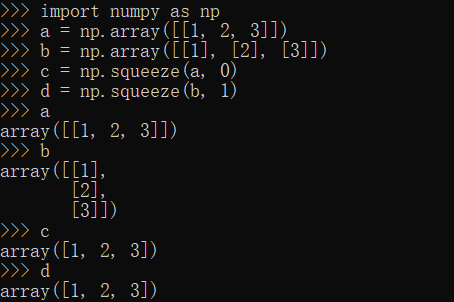 >>> import numpy as np
>>> a = np.array([[1, 2, 3]])
>>> b = np.array([[1], [2], [3]])
>>> c = np.squeeze(a, 0)
>>> d = np.squeeze(b, 1)
>>> a
array([[1, 2, 3]])
>>> b
array([[1],
       [2],
       [3]])
>>> c
array([1, 2, 3])
>>> d
array([1, 2, 3])